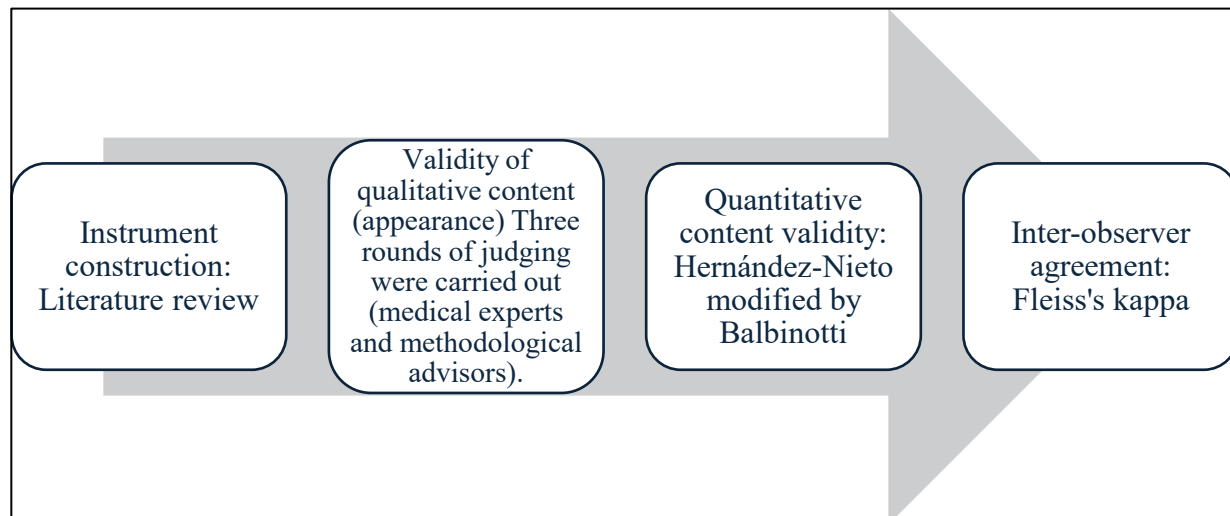 Instrument
construction:
Literature review
Validity of
qualitative content
(appearance) Three
rounds of judging
were carried out
(medical experts
and methodological
advisors).
Quantitative
content validity:
Hernández-Nieto
modified by
Balbinotti
Inter-observer
agreement:
Fleiss's kappa